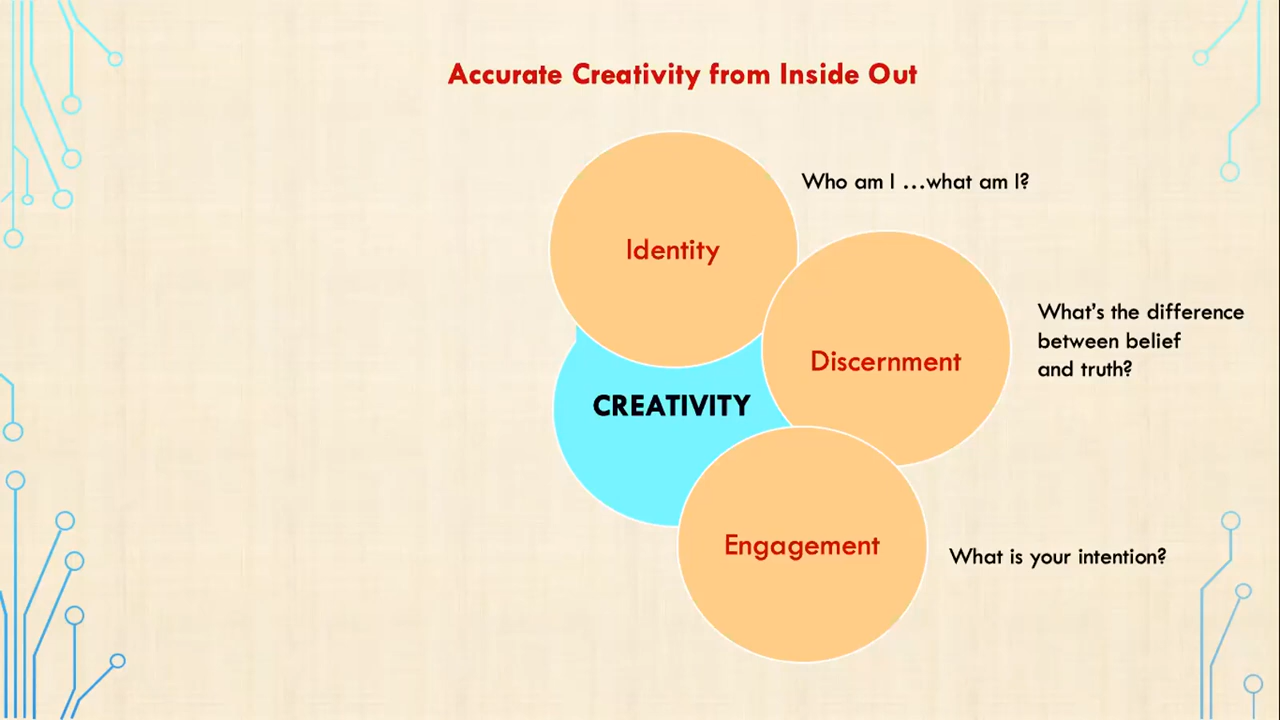 Accurate Creativity from Inside Out
Who am I ...what am I?
Identity
What's the difference
between belief
and truth?
Discernment
CREATIVITY
Engagement
What is your intention?